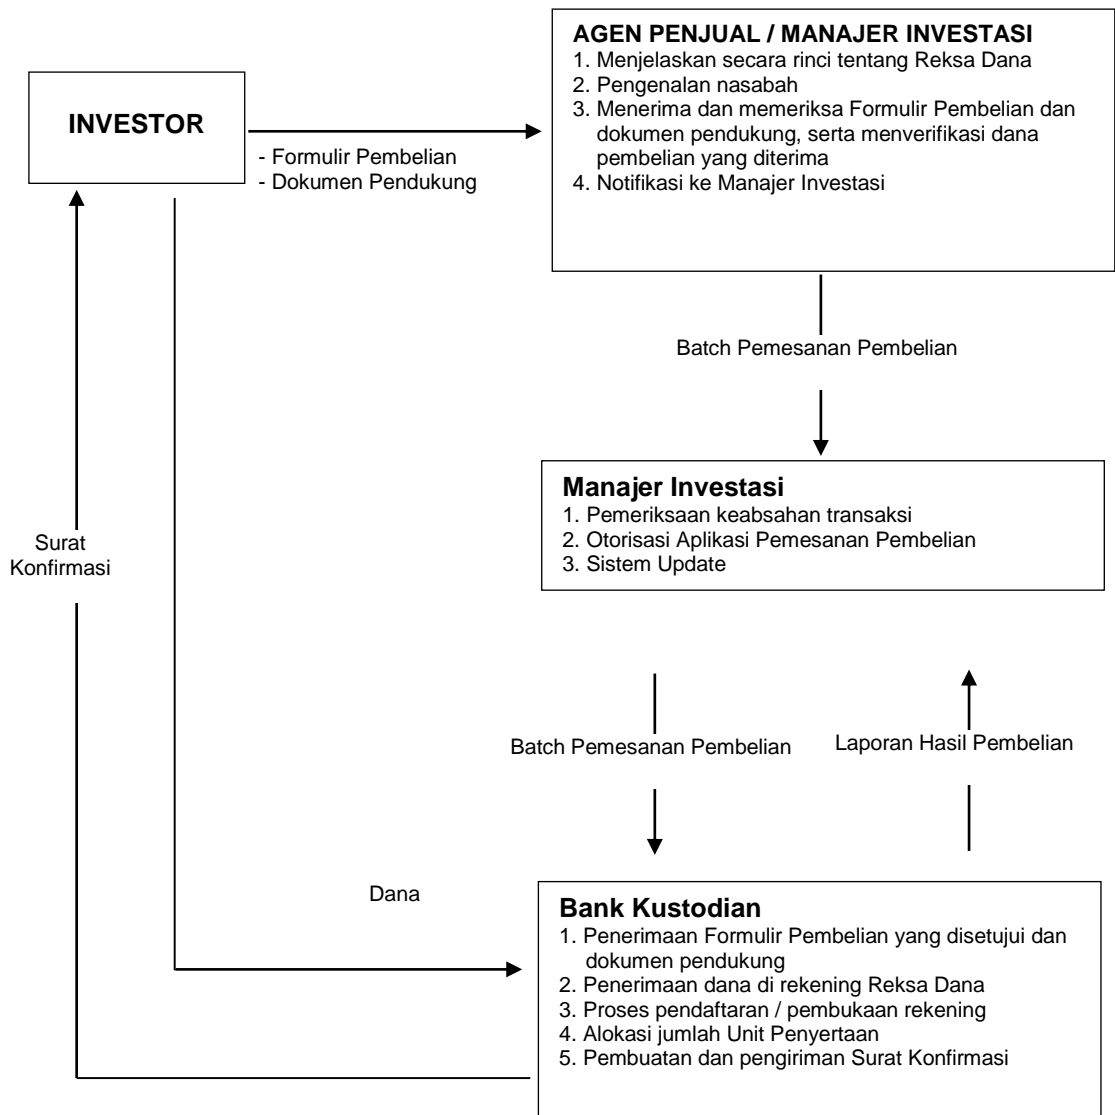 INVESTOR
- Formulir Pembelian
- Dokumen Pendukung
AGEN PENJUAL / MANAJER INVESTASI
1. Menjelaskan secara rinci tentang Reksa Dana
2. Pengenalan nasabah
3. Menerima dan memeriksa Formulir Pembelian dan
dokumen pendukung, serta menverifikasi dana
pembelian yang diterima
4. Notifikasi ke Manajer Investasi
Batch Pemesanan Pembelian
Manajer Investasi
1. Pemeriksaan keabsahan transaksi
2. Otorisasi Aplikasi Pemesanan Pembelian
3. Sistem Update
Surat
Konfirmasi
Batch Pemesanan Pembelian
Laporan Hasil Pembelian
Dana
Bank Kustodian
1. Penerimaan Formulir Pembelian yang disetujui dan
dokumen pendukung
2. Penerimaan dana di rekening Reksa Dana
3. Proses pendaftaran / pembukaan rekening
4. Alokasi jumlah Unit Penyertaan
5. Pembuatan dan pengiriman Surat Konfirmasi